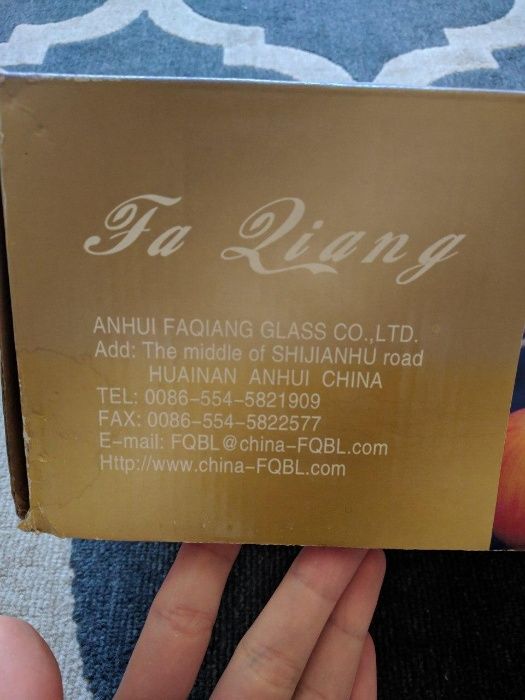 Fa Qiang
ANHUI FAQIANG GLASS CO.,LTD.
Add: The middle of SHIJIANHU road
HUAINAN ANHUI CHINA
TEL: 0086-554-5821909
FAX: 0086-554-5822577
E-mail: FQBL@china-FQBL.com
Http://www.china-FQBL.com